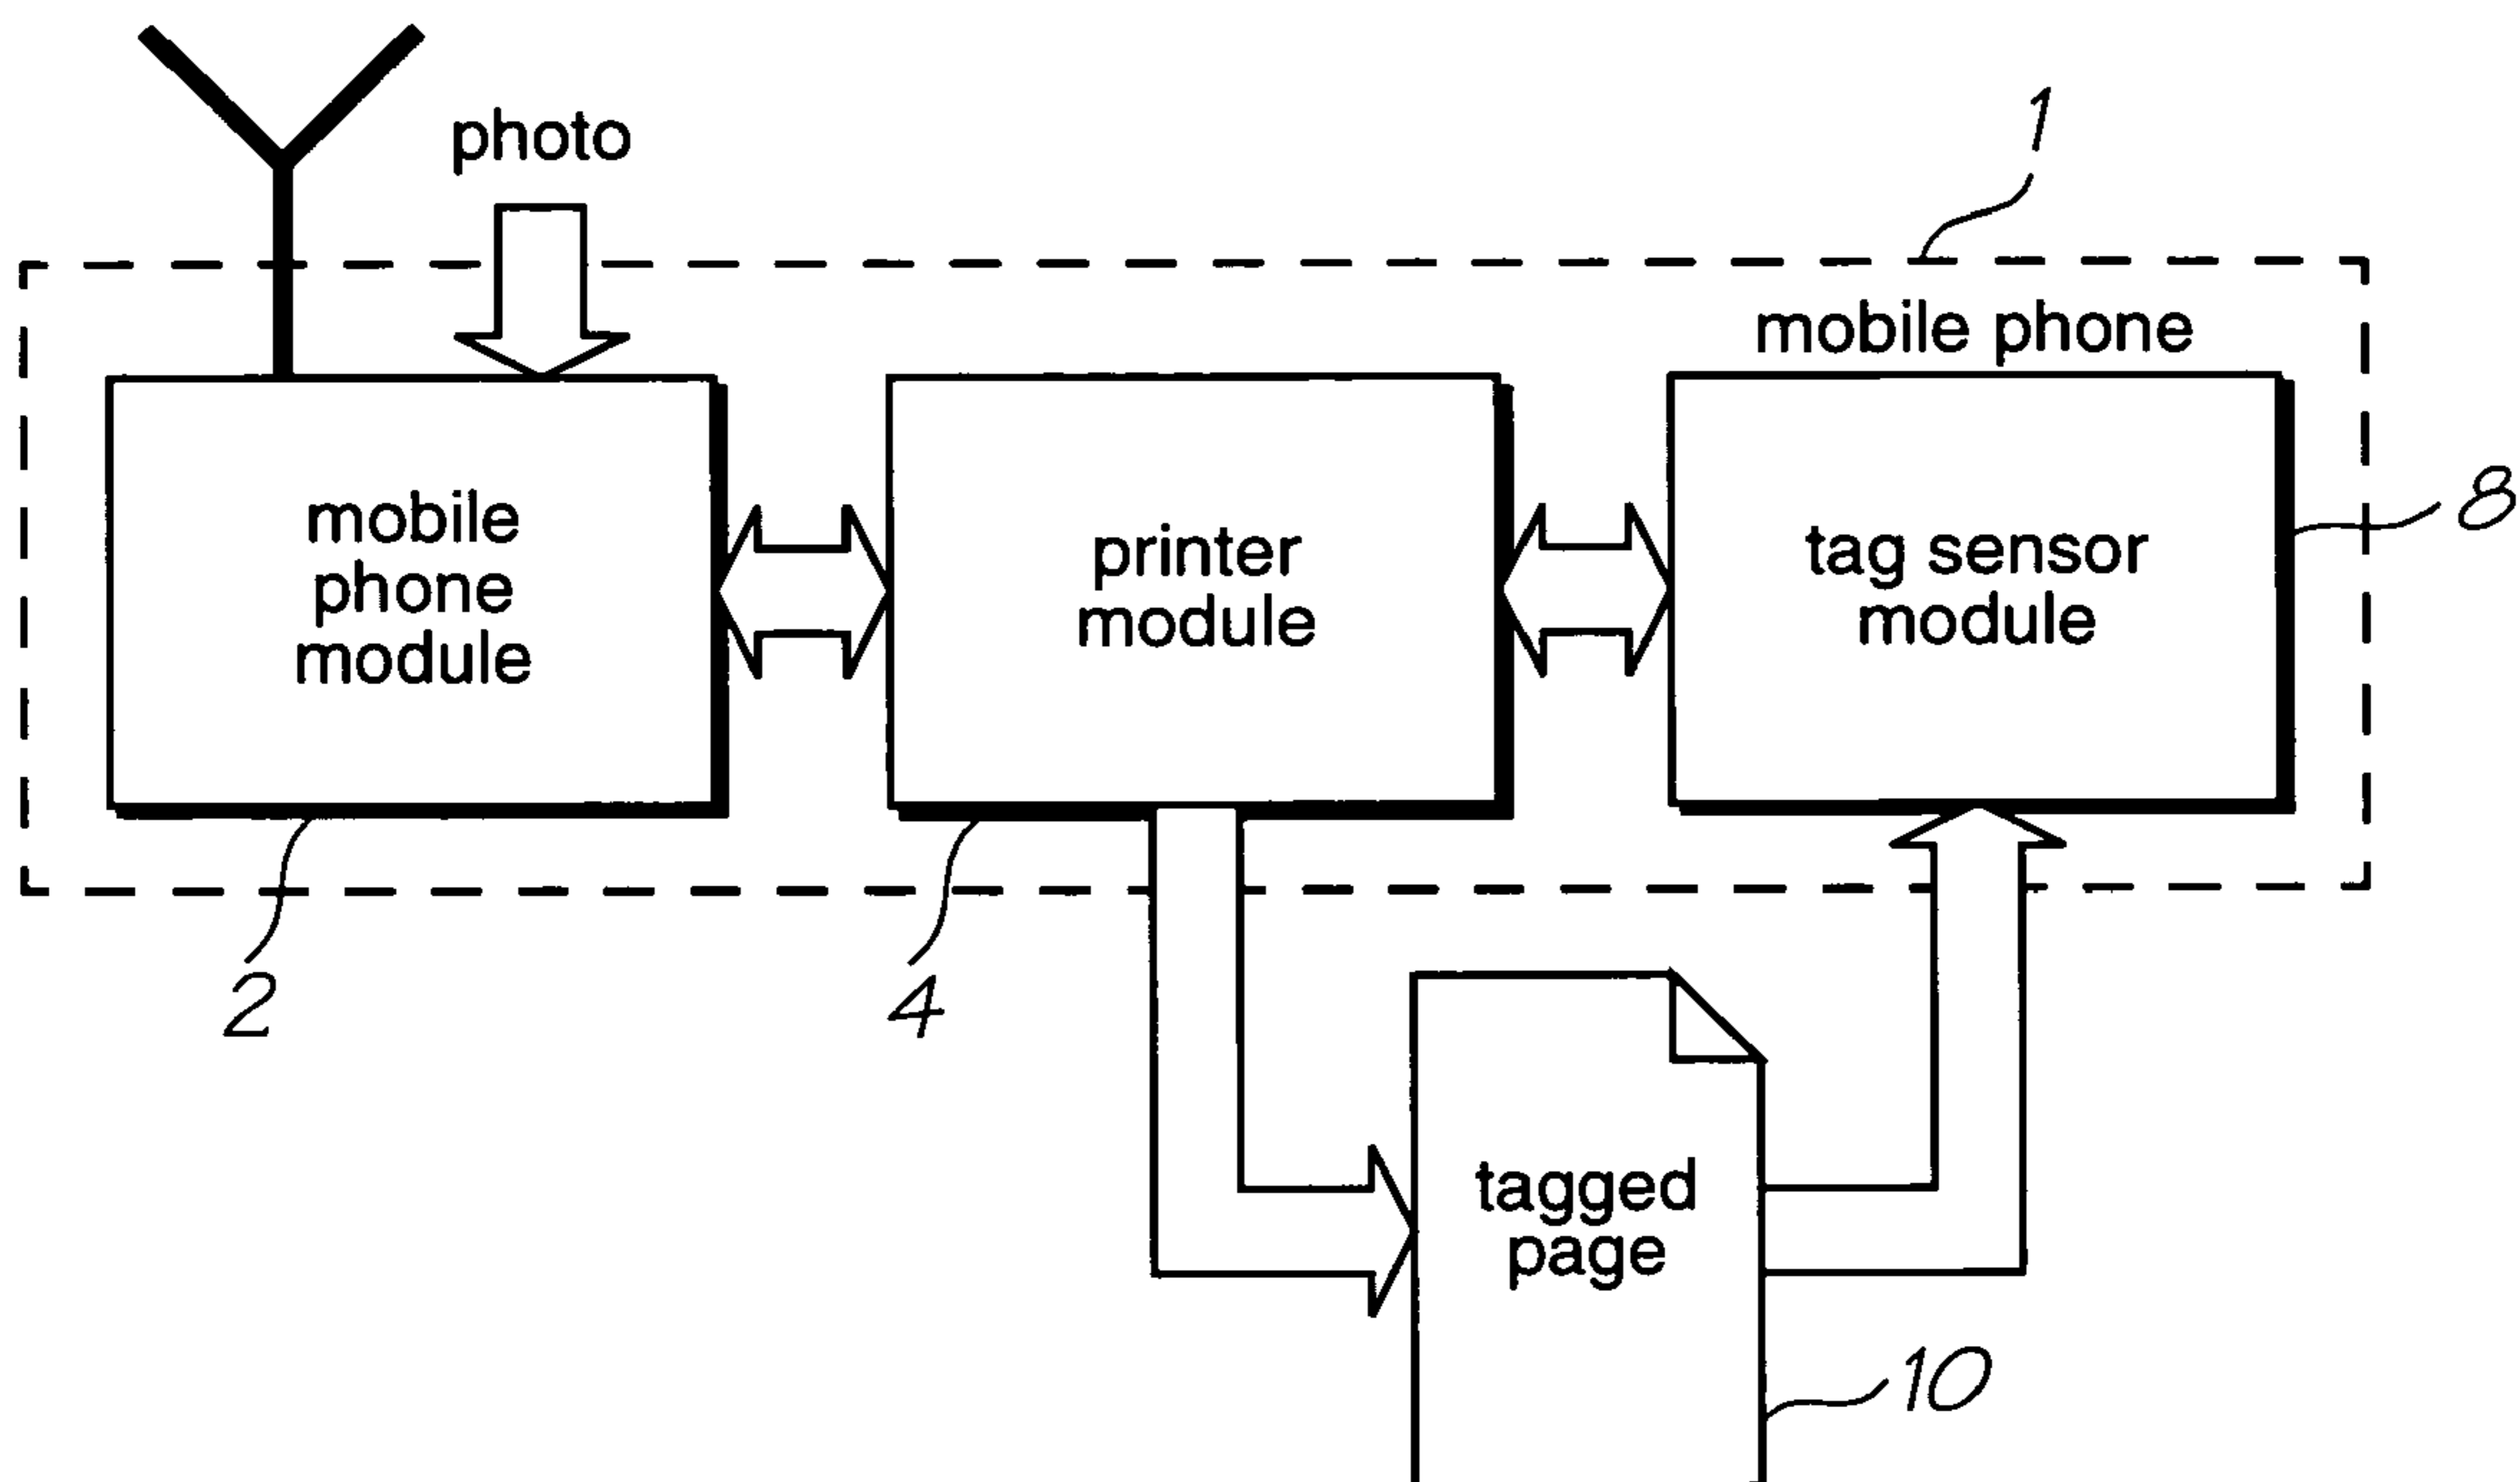 photo
1
mobile phone
mobile
phone
module
printer
module
tag sensor
module
8
2
4
tagged
page
10